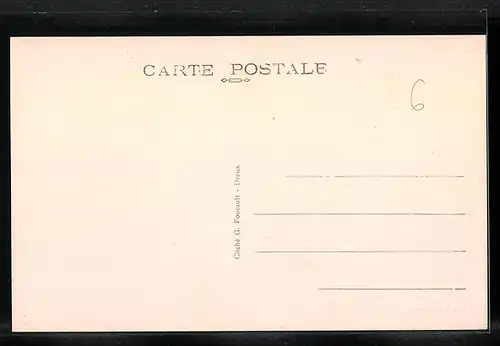 CARTE POSTALE
6
Cliché G. Foucault - Dreux